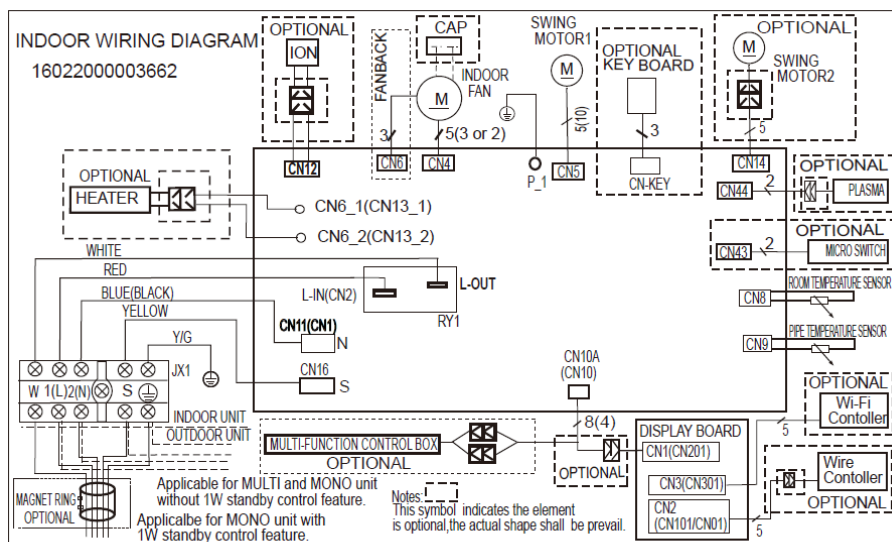 INDOOR WIRING DIAGRAM
16022000003662
OPTIONAL
ION
CN12
FANBACK
3
CN6
CAP
M
INDOOR
FAN
5(3 or 2)
CN4
P_1
SWING
MOTOR1
M
5(10)
CN5
OPTIONAL
KEY BOARD
3
CN-KEY
OPTIONAL
M
SWING
MOTOR2
5
CN14
OPTIONAL
CN44
2
PLASMA
OPTIONAL
CN43
2
MICRO SWITCH
ROOM TEMPERATURE SENSOR
CN8
PIPE TEMPERATURE SENSOR
CN9
OPTIONAL
HEATER
CN6_1(CN13_1)
CN6_2(CN13_2)
WHITE
RED
BLUE(BLACK)
YELLOW
Y/G
L-OUT
L-IN(CN2)
RY1
CN11(CN1)
N
CN16
S
JX1
W 1(L) 2(N) S
INDOOR UNIT
OUTDOOR UNIT
MAGNET RING
OPTIONAL
Applicable for MULTI and MONO unit
without 1W standby control feature.
Applicalbe for MONO unit with
1W standby control feature.
CN10A
(CN10)
8(4)
MULTI-FUNCTION CONTROL BOX
OPTIONAL
OPTIONAL
Notes:
This symbol indicates the element
is optional,the actual shape shall be prevail.
DISPLAY BOARD
CN1(CN201)
CN3(CN301)
CN2
(CN101/CN01)
OPTIONAL
Wi-Fi
Contoller
5
Wire
Contoller
OPTIONAL
5